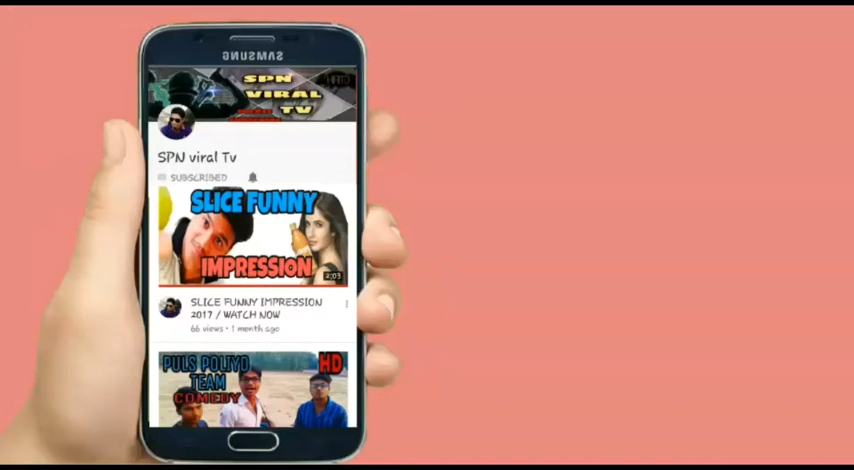 SAMSUNG
SPN
VIRAL
TV
SPN viral Tv
SUBSCRIBED
SLICE FUNNY
IMPRESSION
2:03
SLICE FUNNY IMPRESSION
2017 / WATCH NOW
66 views • 1 month ago
PULS POLIYO
HD
TEAM
COMEDY